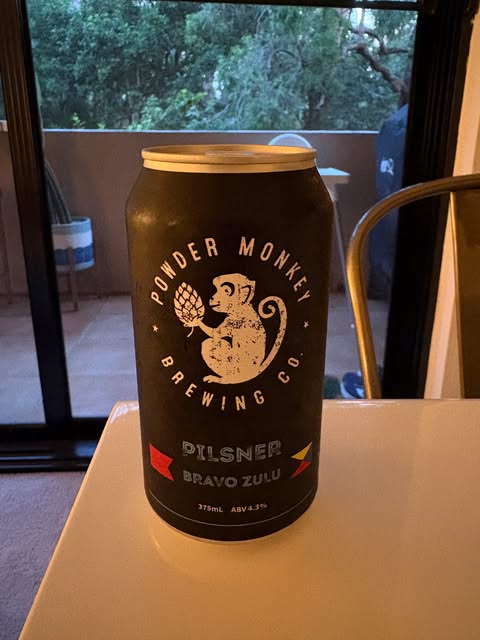 POWDER MONKEY
BREWING CO.
PILSNER
BRAVO ZULU
375mL ABV 4.3%